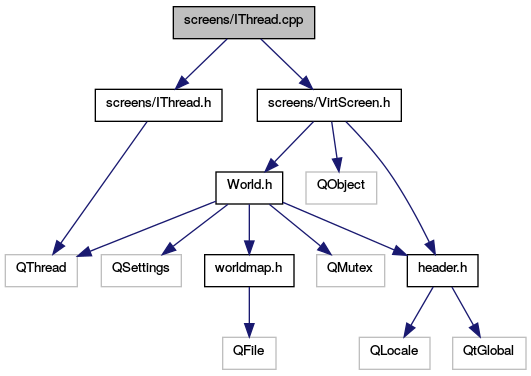 screens/IThread.cpp
screens/IThread.h
screens/VirtScreen.h
World.h
QObject
QThread
QSettings
worldmap.h
QMutex
header.h
QFile
QLocale
QtGlobal